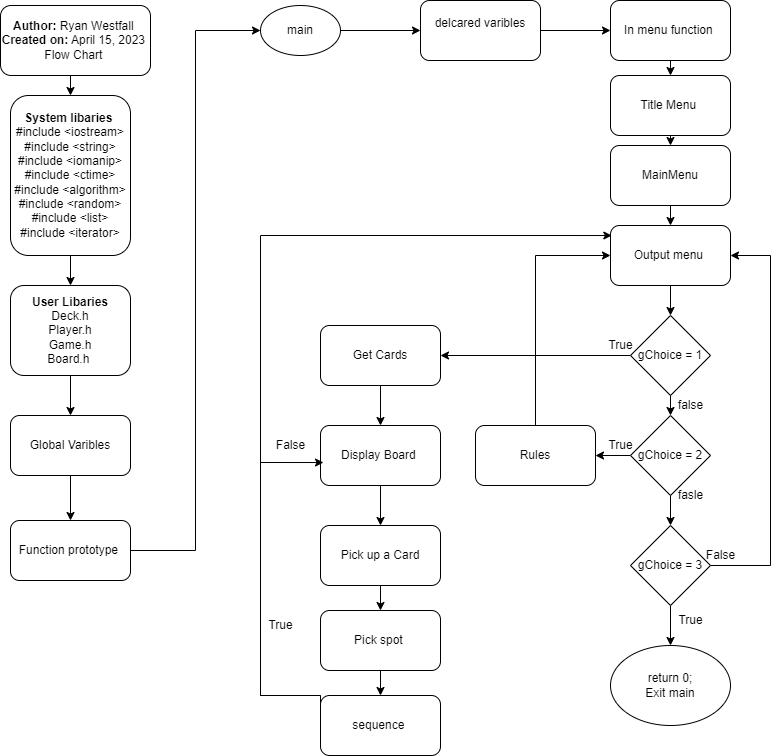 Author: Ryan Westfall
Created on: April 15, 2023
Flow Chart
System libaries
#include <iostream>
#include <string>
#include <iomanip>
#include <ctime>
#include <algorithm>
#include <random>
#include <list>
#include <iterator>
User Libaries
Deck.h
Player.h
Game.h
Board.h
Global Varibles
Function prototype
main
delcared varibles
In menu function
Title Menu
MainMenu
Output menu
gChoice = 1
True
false
Get Cards
Display Board
False
Pick up a Card
Pick spot
True
sequence
gChoice = 2
True
fasle
Rules
gChoice = 3
False
True
return 0;
Exit main